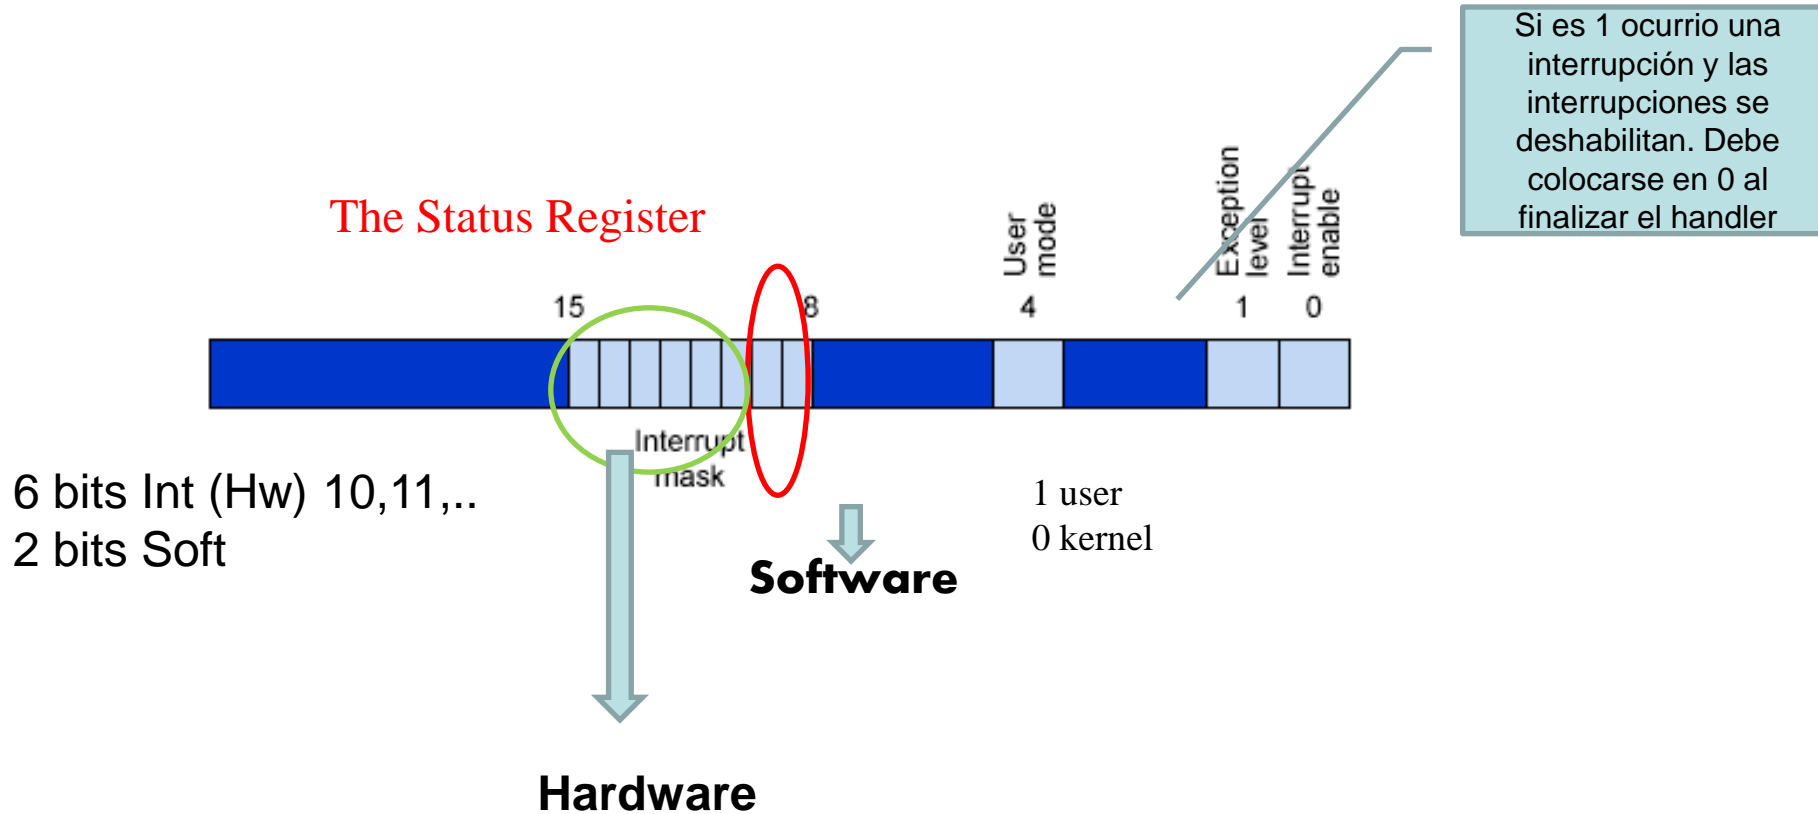 Si es 1 ocurrio una
interrupción y las
interrupciones se
deshabilitan. Debe
colocarse en 0 al
finalizar el handler
The Status Register
User
mode
Exception
level
Interrupt
enable
15
8
4
1
0
Interrupt
mask
6 bits Int (Hw) 10,11,..
2 bits Soft
1 user
0 kernel
Software
Hardware